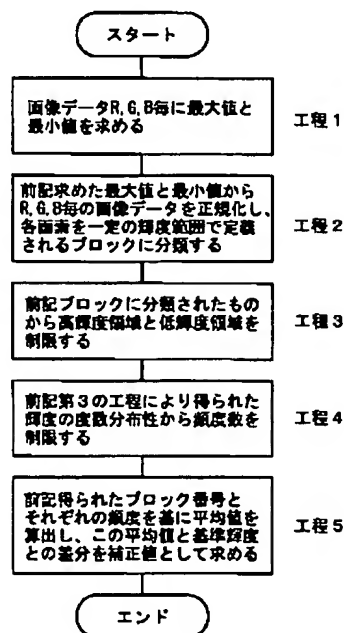 スタート
画像データR,G,B毎に最大値と
最小値を求める
工程1
前記求めた最大値と最小値から
R,G,B毎の画像データを正規化し、
各画素を一定の輝度範囲で定義
されるブロックに分類する
工程2
前記ブロックに分類されたもの
から高輝度領域と低輝度領域を
制限する
工程3
前記第3の工程により得られた
輝度の度数分布性から頻度数を
制限する
工程4
前記得られたブロック番号と
それぞれの頻度を基に平均値を
算出し、この平均値と基準輝度
との差分を補正値として求める
工程5
エンド